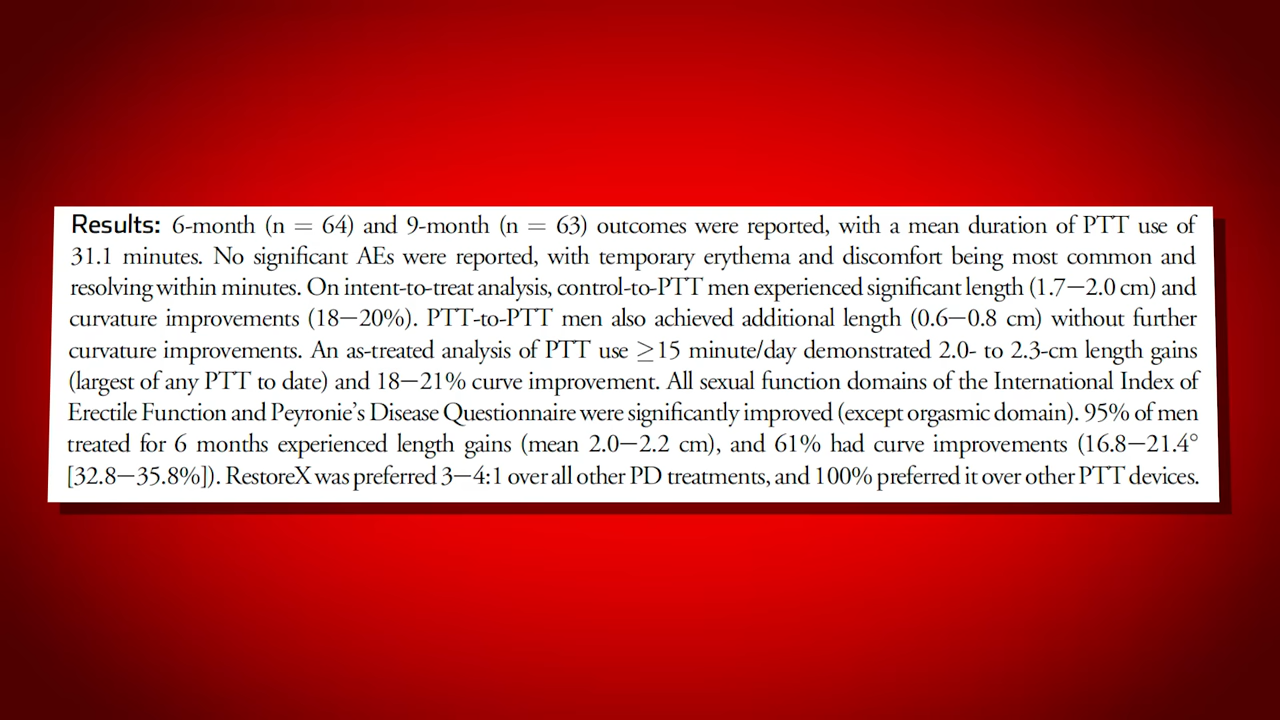 Results: 6-month (n = 64) and 9-month (n = 63) outcomes were reported, with a mean duration of PTT use of
31.1 minutes. No significant AEs were reported, with temporary erythema and discomfort being most common and
resolving within minutes. On intent-to-treat analysis, control-to-PTT men experienced significant length (1.7–2.0 cm) and
curvature improvements (18–20%). PTT-to-PTT men also achieved additional length (0.6–0.8 cm) without further
curvature improvements. An as-treated analysis of PTT use ≥15 minute/day demonstrated 2.0- to 2.3-cm length gains
(largest of any PTT to date) and 18–21% curve improvement. All sexual function domains of the International Index of
Erectile Function and Peyronie's Disease Questionnaire were significantly improved (except orgasmic domain). 95% of men
treated for 6 months experienced length gains (mean 2.0–2.2 cm), and 61% had curve improvements (16.8–21.4°
[32.8–35.8%]). RestoreX was preferred 3–4:1 over all other PD treatments, and 100% preferred it over other PTT devices.